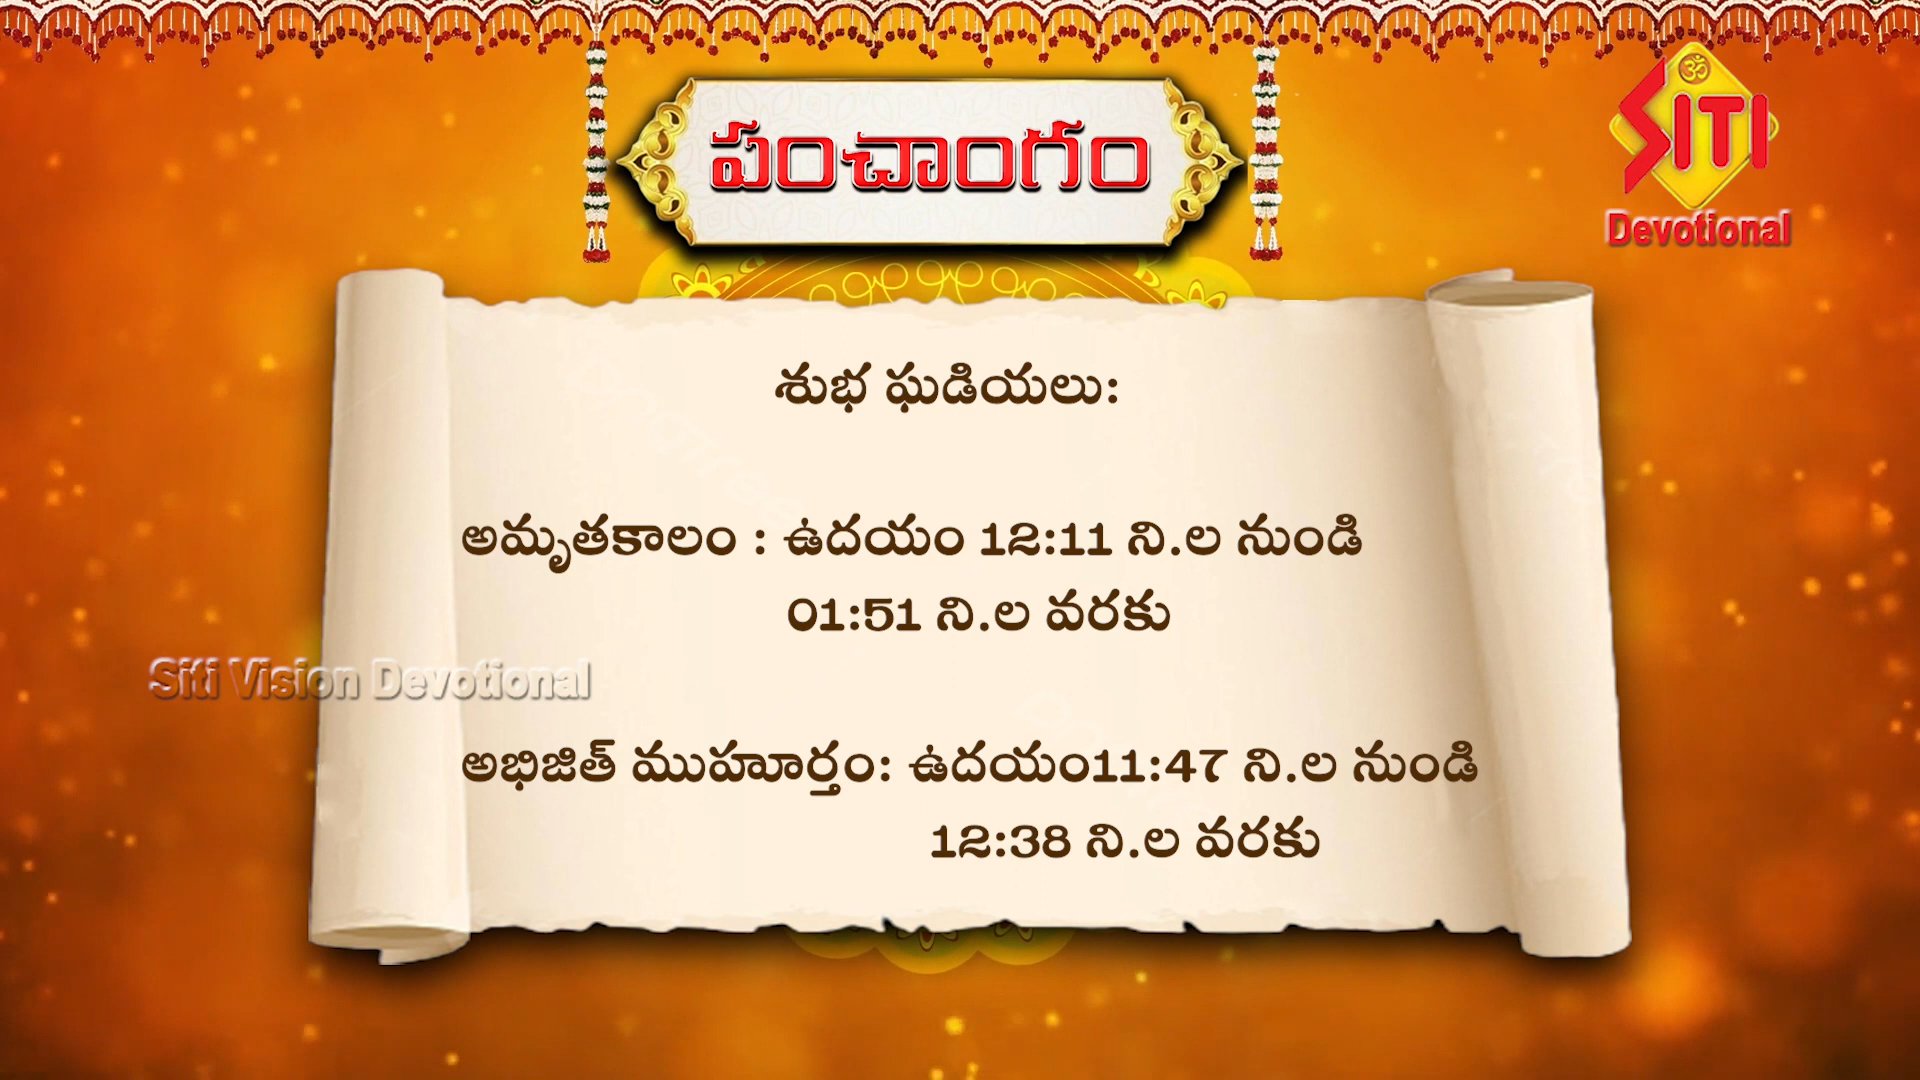 పంచాంగం
ॐ
SITI
Devotional
శుభ ఘడియలు:
అమృతకాలం : ఉదయం 12:11 ని.ల నుండి
01:51 ని.ల వరకు
Siti Vision Devotional
అభిజిత్ ముహూర్తం: ఉదయం11:47 ని.ల నుండి
12:38 ని.ల వరకు